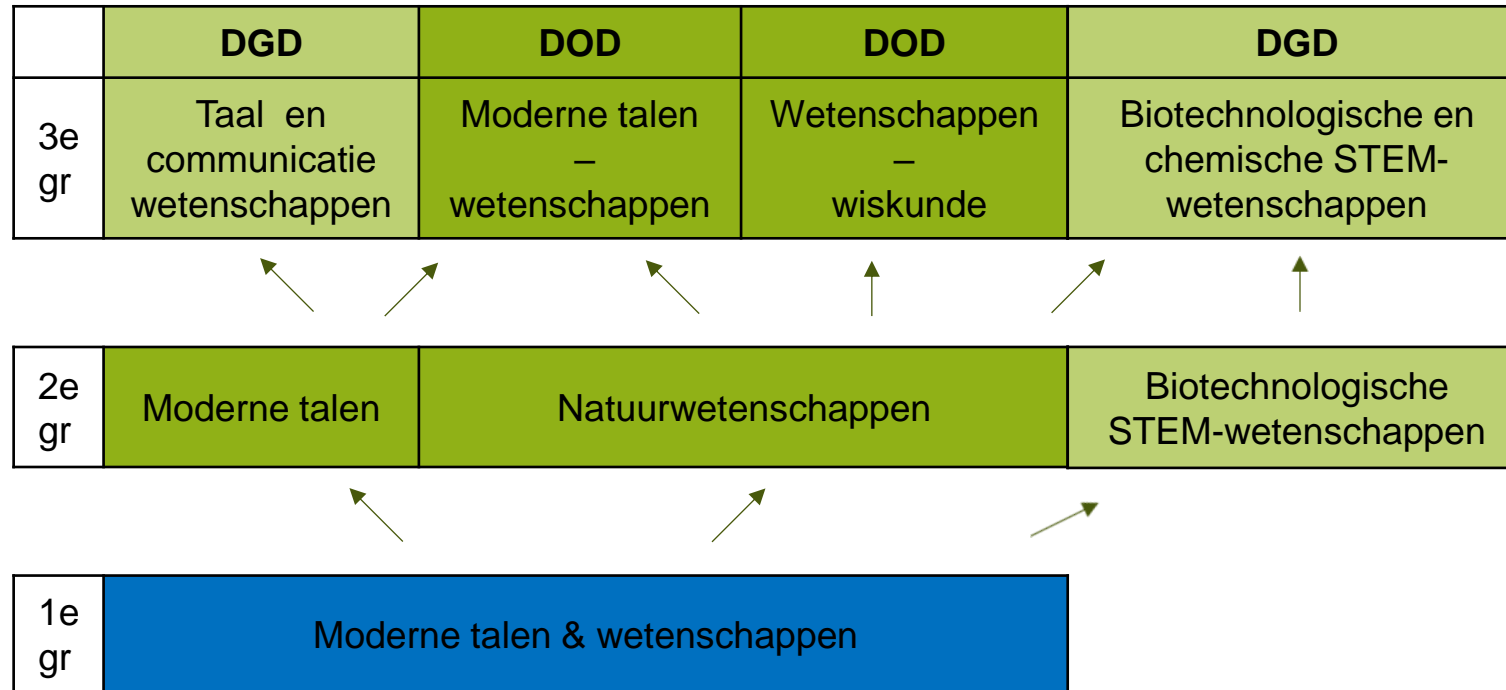 DGD DOD DOD DGD
3e
gr
Taal en
communicatie
wetenschappen
Moderne talen
–
wetenschappen
Wetenschappen
–
wiskunde
Biotechnologische en
chemische STEM-
wetenschappen
2e
gr
Moderne talen
Natuurwetenschappen
Biotechnologische
STEM-wetenschappen
1e
gr
Moderne talen & wetenschappen